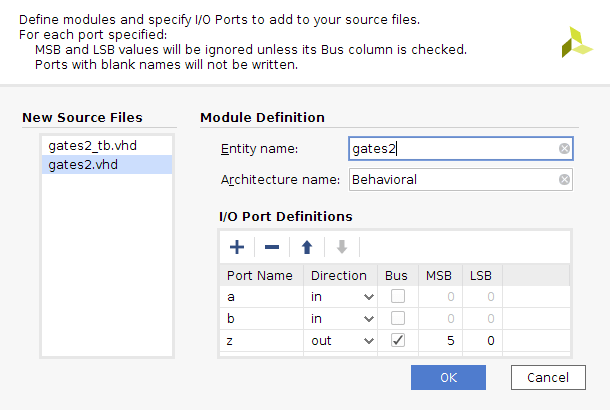 Define modules and specify I/O Ports to add to your source files.
For each port specified:
MSB and LSB values will be ignored unless its Bus column is checked.
Ports with blank names will not be written.
New Source Files
gates2_tb.vhd
gates2.vhd
Module Definition
Entity name: gates2
Architecture name: Behavioral
I/O Port Definitions
Port Name Direction Bus MSB LSB
a in 0 0
b in 0 0
z out 5 0
OK Cancel